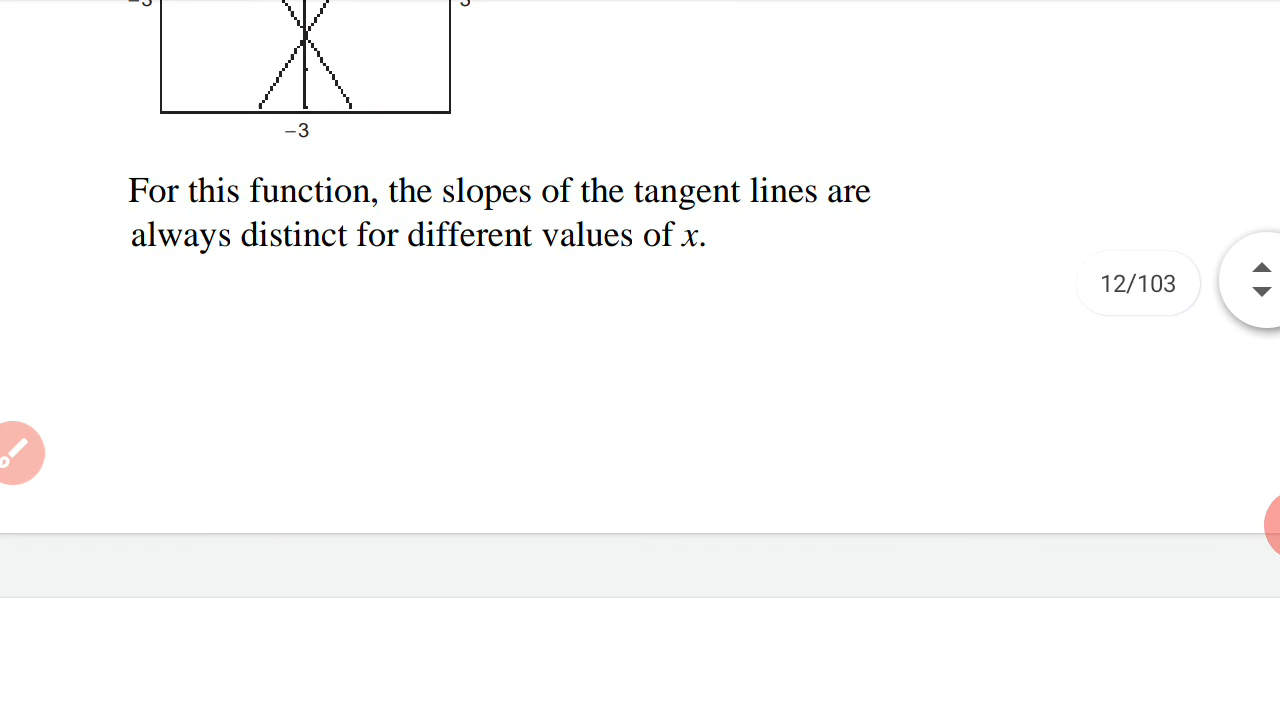 −3
For this function, the slopes of the tangent lines are
always distinct for different values of x.
12/103